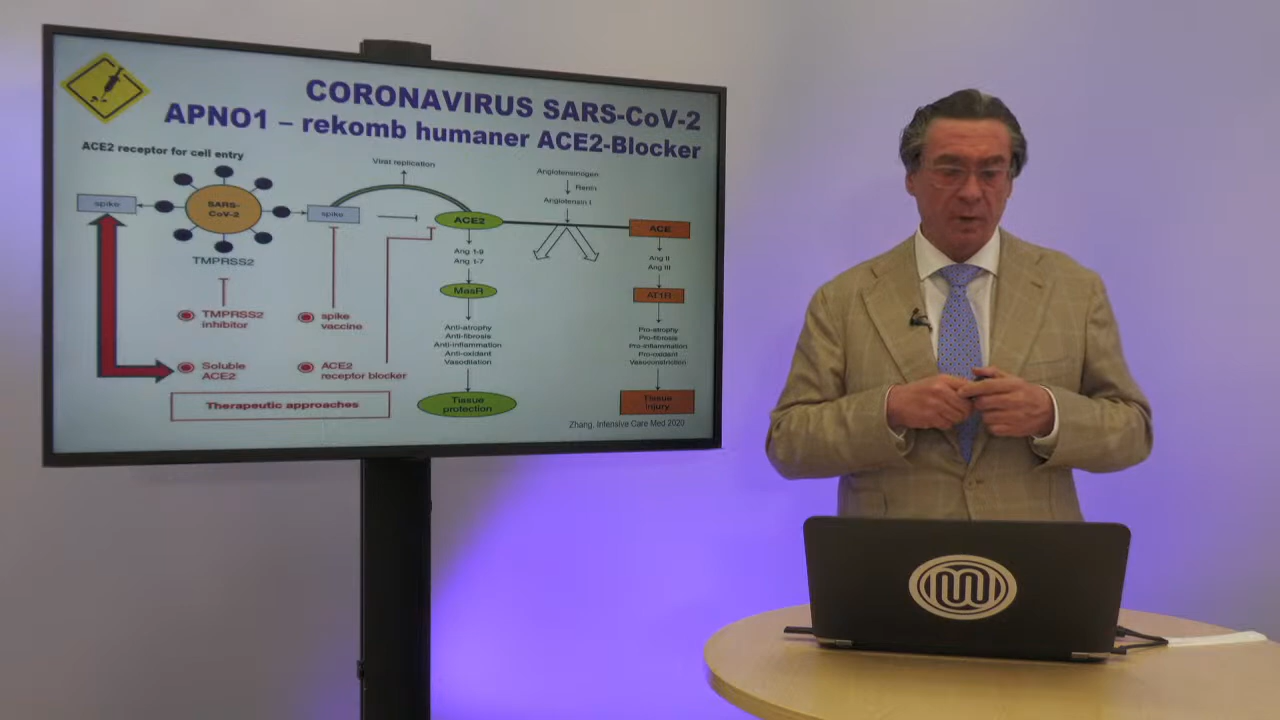 CORONAVIRUS SARS-CoV-2
APNO1 – rekomb humaner ACE2-Blocker
ACE2 receptor for cell entry
Viral replication
Angiotensinogen
Renin
Angiotensin I
spike
SARS-
CoV-2
spike
ACE2
ACE
TMPRSS2
Ang 1-9
Ang 1-7
Ang II
Ang III
MasR
AT1R
TMPRSS2
inhibitor
spike
vaccine
Anti-atrophy
Anti-fibrosis
Anti-inflammation
Anti-oxidant
Vasodilation
Pro-atrophy
Pro-fibrosis
Pro-inflammation
Pro-oxidant
Vasoconstriction
Soluble
ACE2
ACE2
receptor blocker
Therapeutic approaches
Tissue
protection
Tissue
injury
Zhang. Intensive Care Med 2020